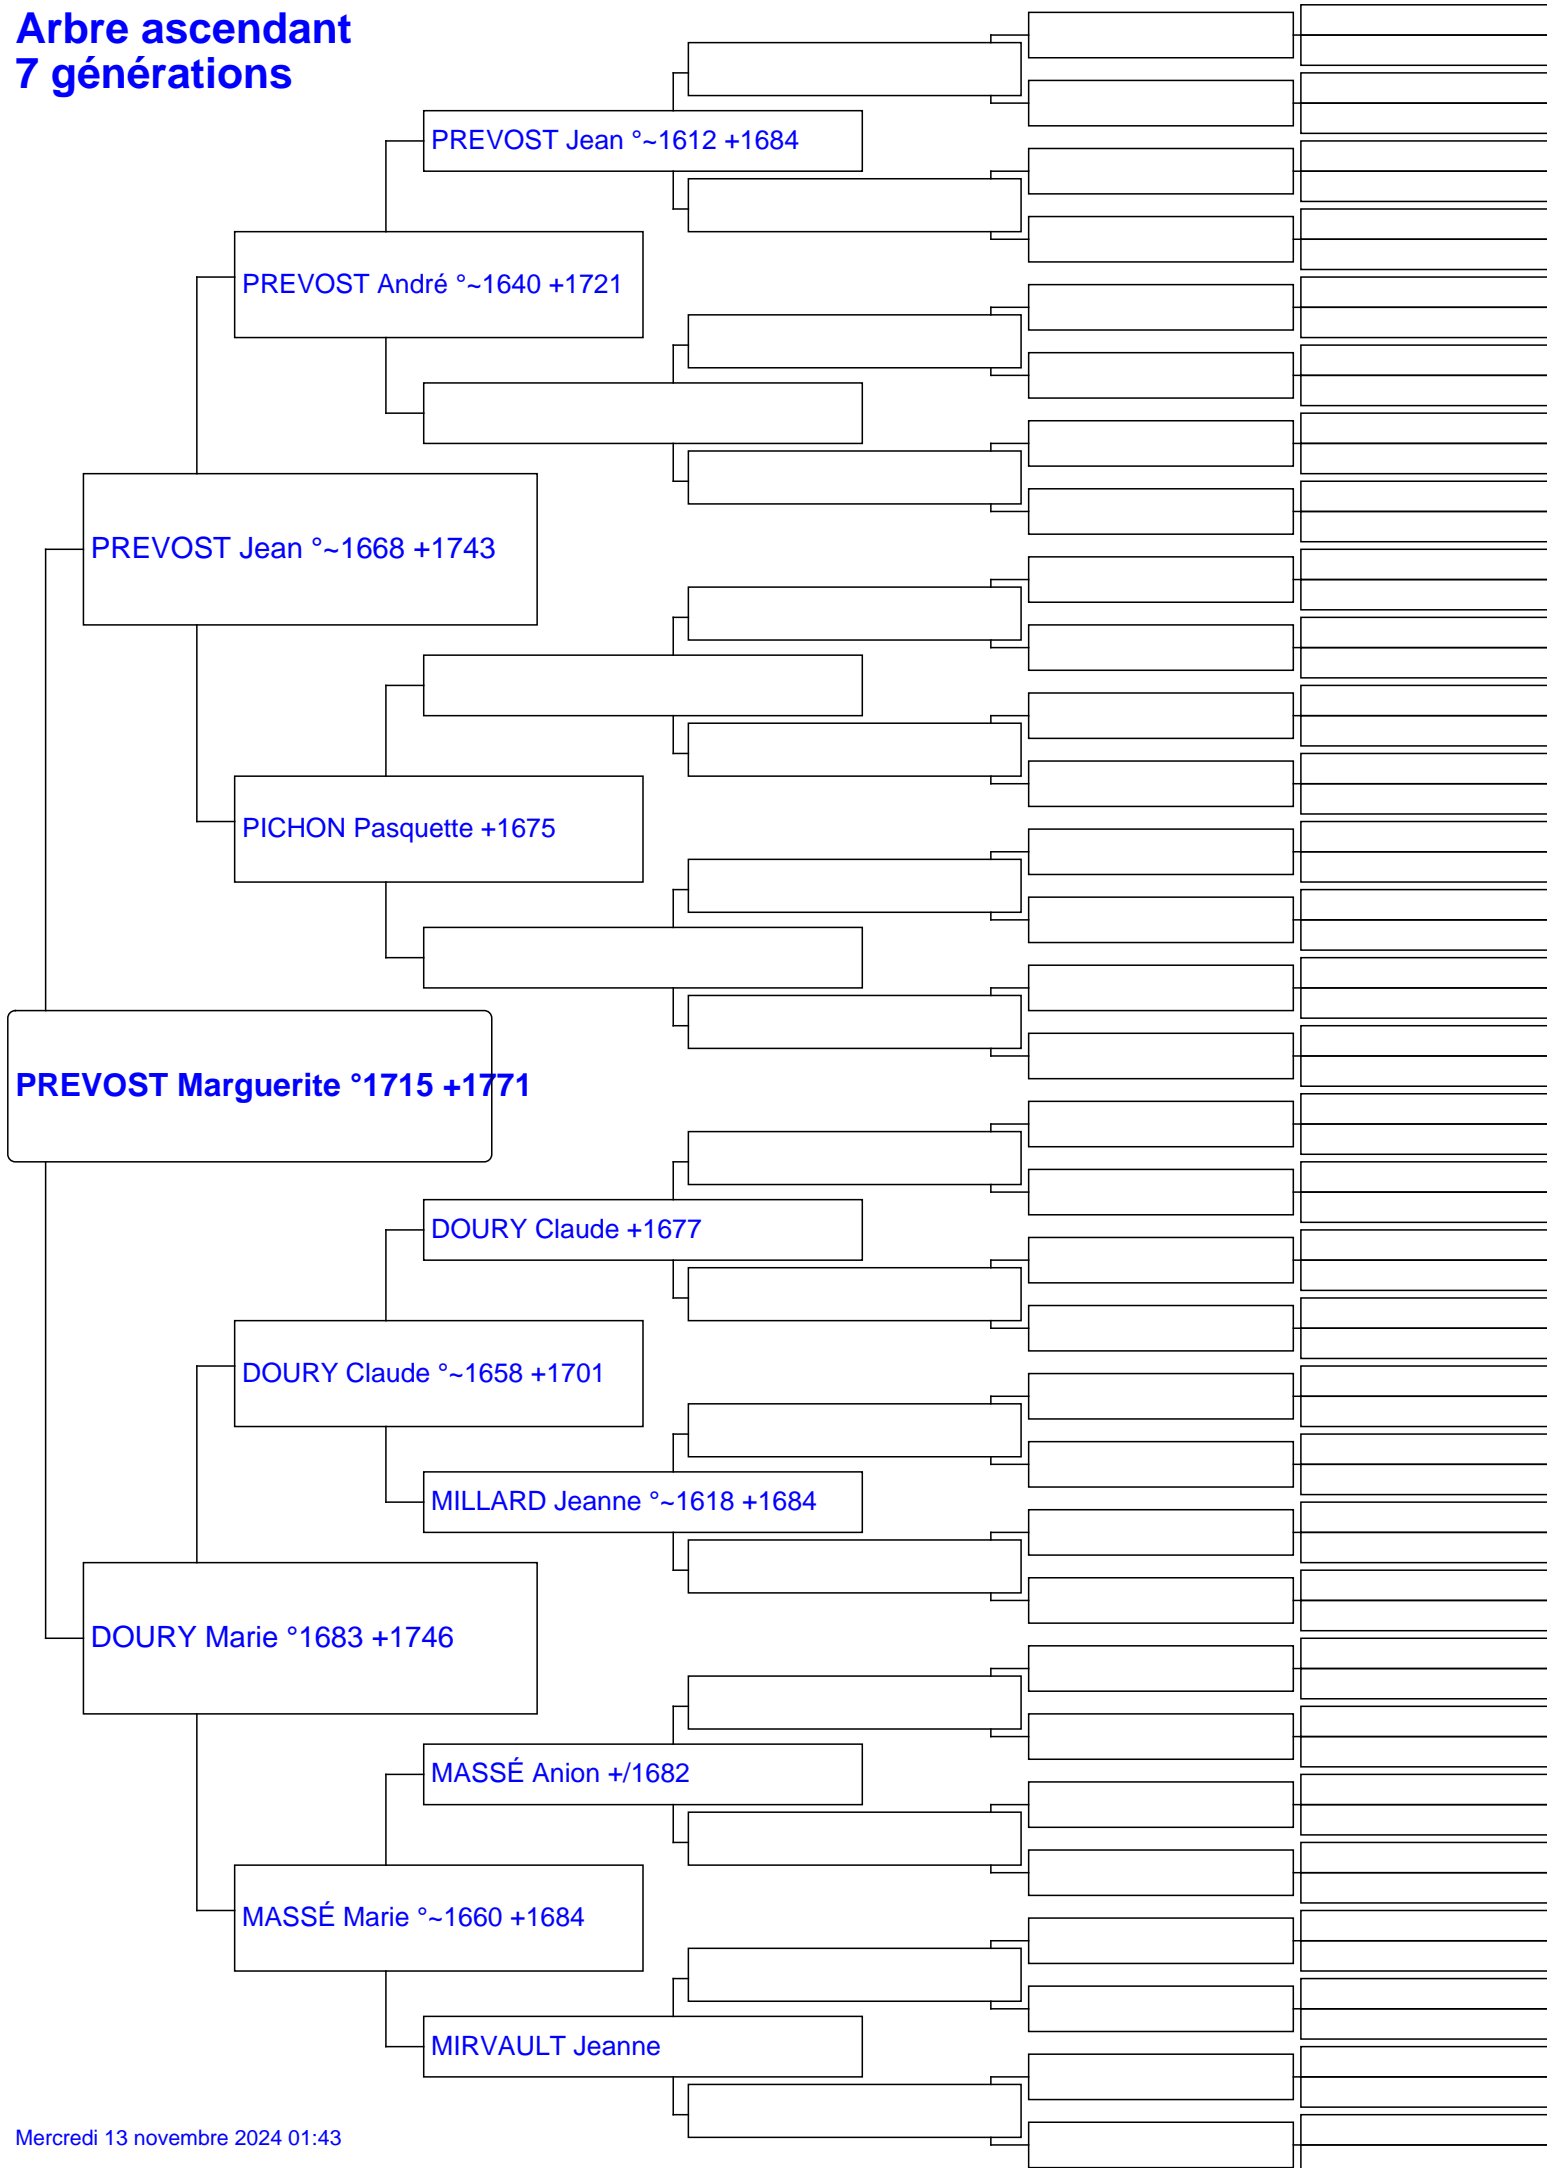 Arbre ascendant
7 générations
PREVOST Jean °~1612 +1684
PREVOST André °~1640 +1721
PREVOST Jean °~1668 +1743
PICHON Pasquette +1675
PREVOST Marguerite °1715 +1771
DOURY Claude +1677
DOURY Claude °~1658 +1701
MILLARD Jeanne °~1618 +1684
DOURY Marie °1683 +1746
MASSÉ Anion +/1682
MASSÉ Marie °~1660 +1684
MIRVAULT Jeanne
Mercredi 13 novembre 2024 01:43